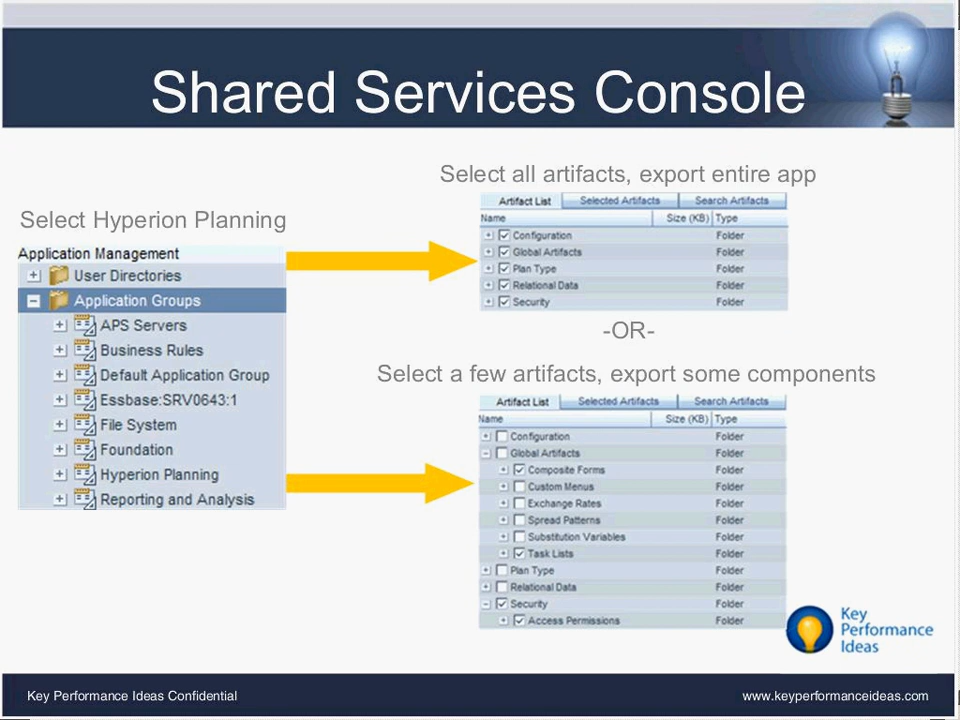 Shared Services Console
Select Hyperion Planning
Application Management
User Directories
Application Groups
APS Servers
Business Rules
Default Application Group
Essbase:SRV0643:1
File System
Foundation
Hyperion Planning
Reporting and Analysis
Select all artifacts, export entire app
Artifact List Selected Artifacts Search Artifacts
Name Size (KB) Type
Configuration Folder
Global Artifacts Folder
Plan Type Folder
Relational Data Folder
Security Folder
-OR-
Select a few artifacts, export some components
Artifact List Selected Artifacts Search Artifacts
Name Size (KB) Type
Configuration Folder
Global Artifacts Folder
Composite Forms Folder
Custom Menus Folder
Exchange Rates Folder
Spread Patterns Folder
Substitution Variables Folder
Task Lists Folder
Plan Type Folder
Relational Data Folder
Security Folder
Access Permissions Folder
Key
Performance
Ideas
Key Performance Ideas Confidential
www.keyperformanceideas.com